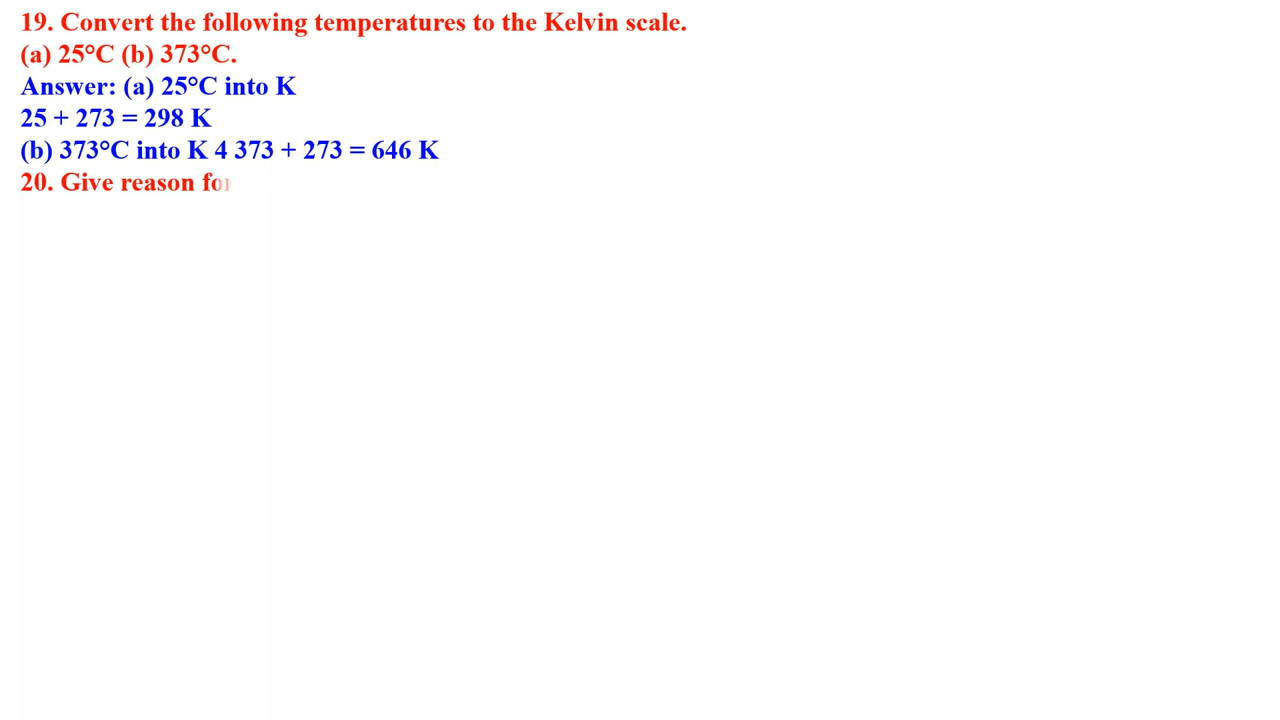 19. Convert the following temperatures to the Kelvin scale.
(a) 25°C (b) 373°C.
Answer: (a) 25°C into K
25 + 273 = 298 K
(b) 373°C into K 4 373 + 273 = 646 K
20. Give reason for